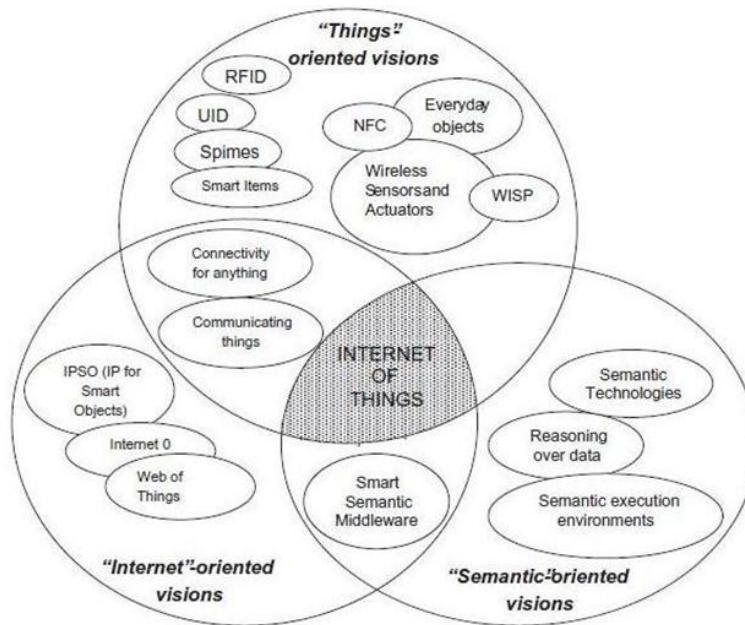 “Things”-
oriented visions
RFID
UID
Spimes
Smart Items
NFC
Everyday
objects
Wireless
Sensorsand
Actuators
WISP
Connectivity
for anything
Communicating
things
INTERNET
OF
THINGS
IPSO (IP for
Smart
Objects)
Internet 0
Web of
Things
Semantic
Technologies
Reasoning
over data
Semantic execution
environments
Smart
Semantic
Middleware
“Internet”-oriented
visions
“Semantic”-oriented
visions